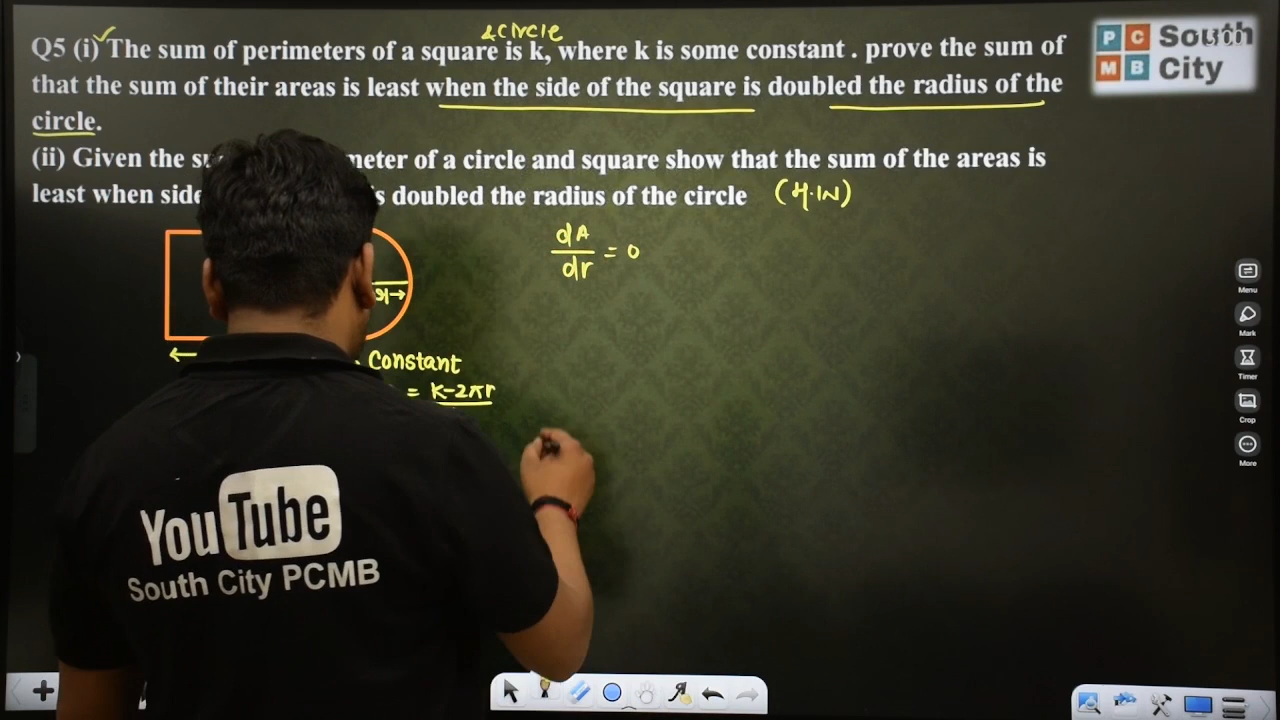 &circle
Q5 (i) The sum of perimeters of a square is k, where k is some constant . prove the sum of
that the sum of their areas is least when the side of the square is doubled the radius of the
circle.
(ii) Given the meter of a circle and square show that the sum of the areas is
least when side s doubled the radius of the circle (H.W)
dA
dr
= 0
r→
← Constant
= k-2πr
YouTube
South City PCMB
P C South
M B City
Menu
Mark
Timer
Crop
More